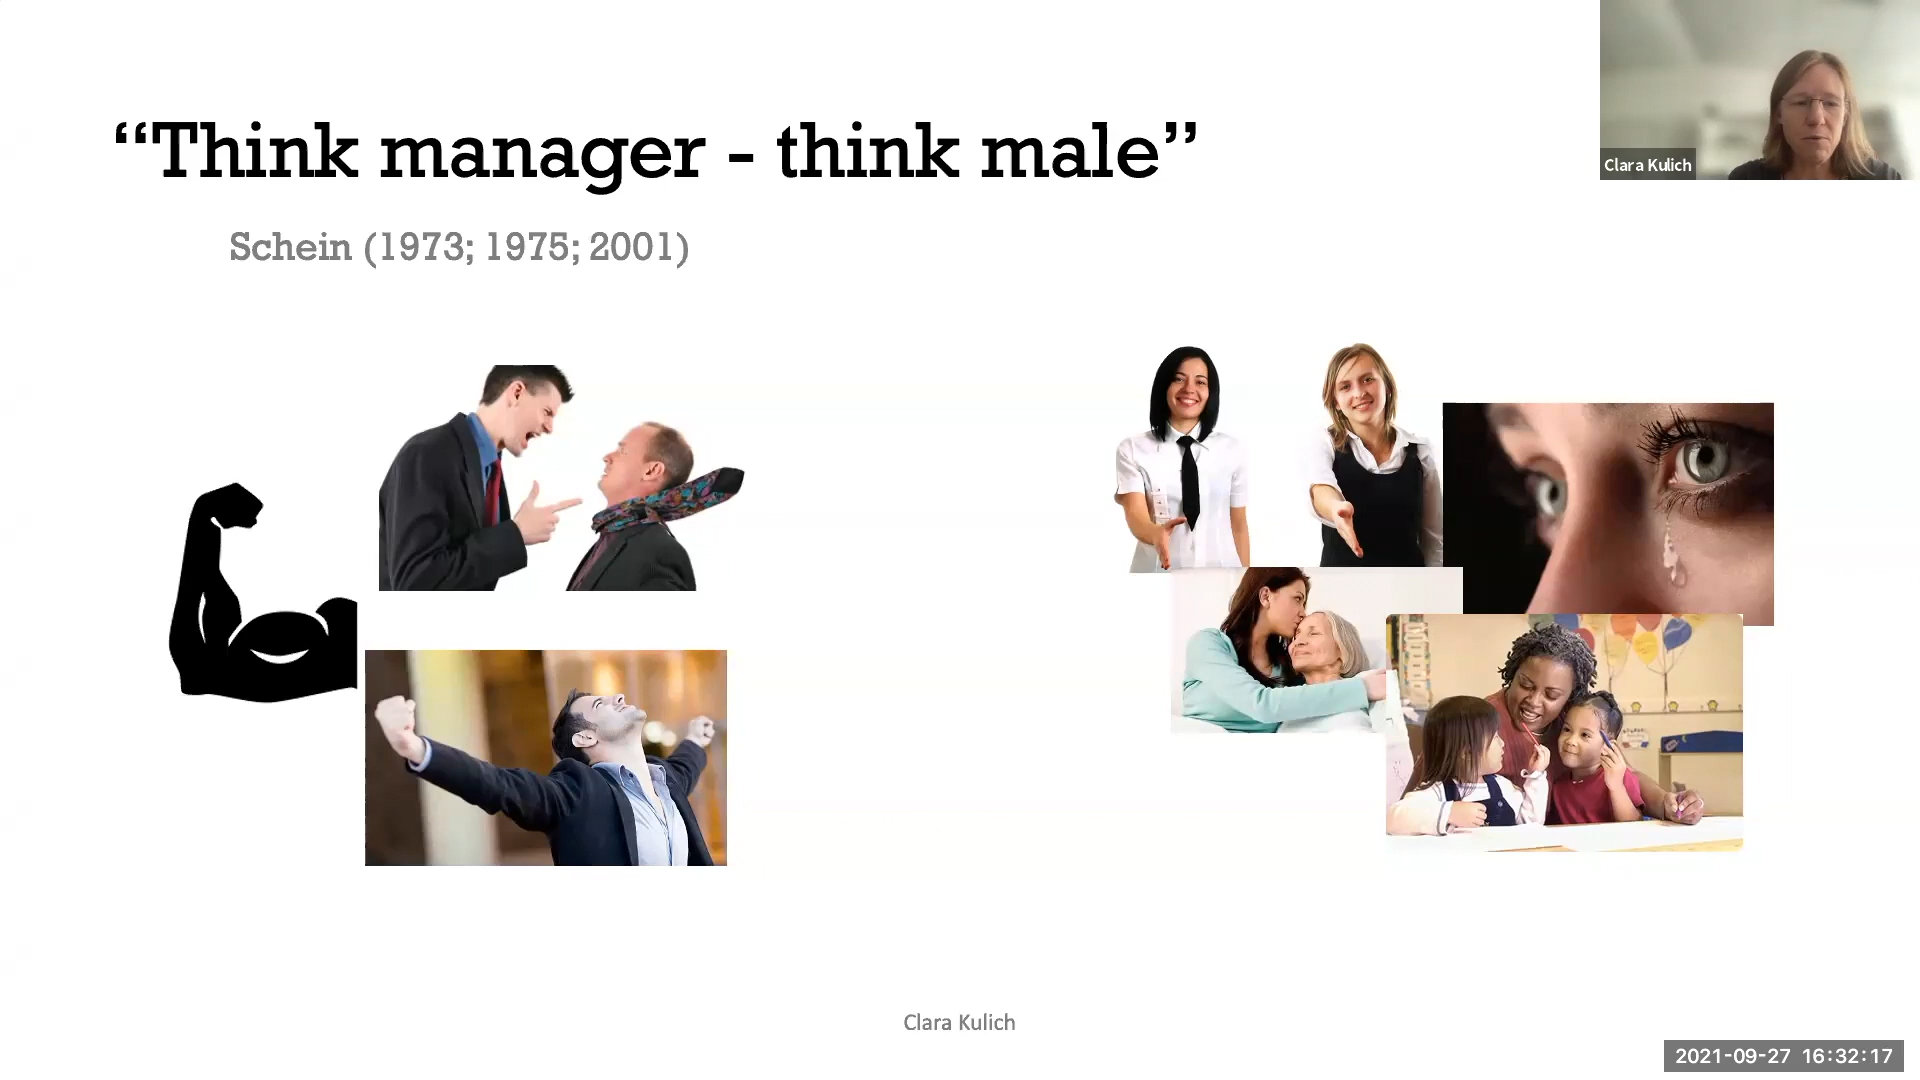 “Think manager - think male”
Schein (1973; 1975; 2001)
Clara Kulich
Clara Kulich
2021-09-27 16:32:17